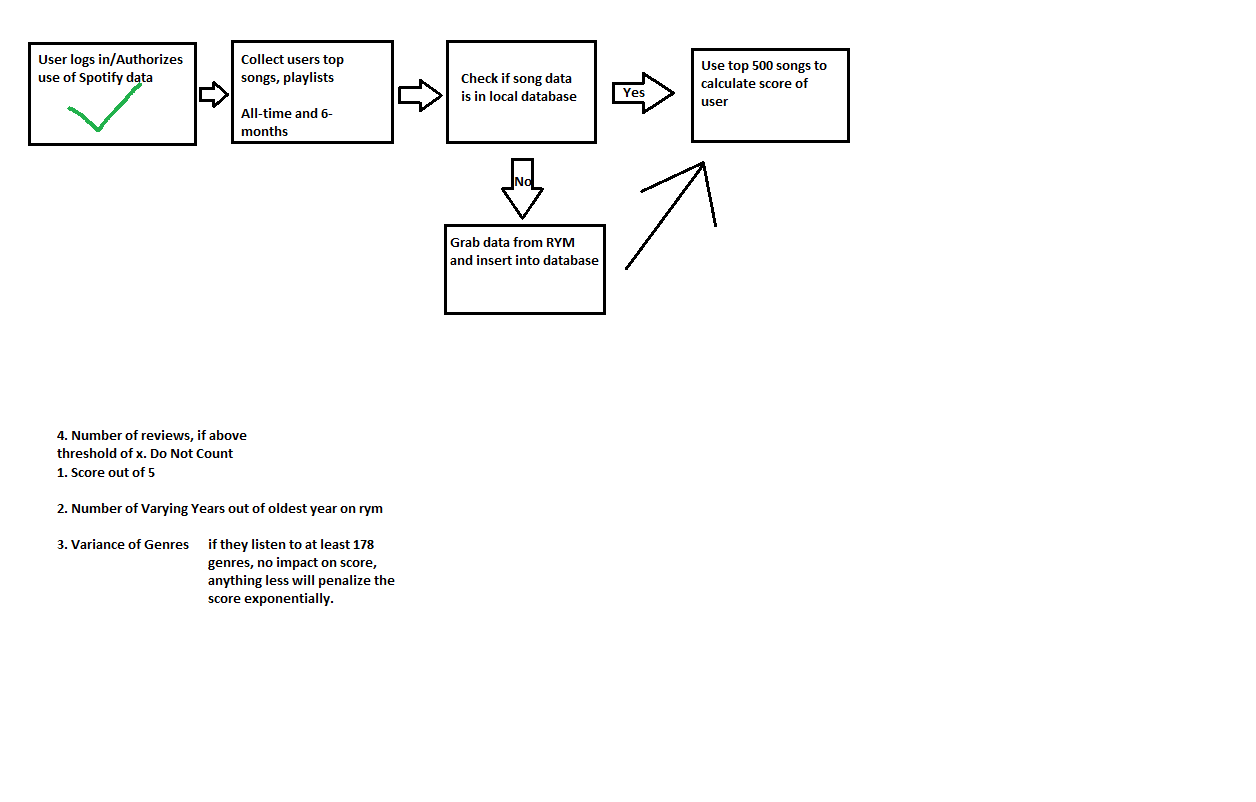 User logs in/Authorizes
use of Spotify data
Collect users top
songs, playlists
All-time and 6-
months
Check if song data
is in local database
Yes
Use top 500 songs to
calculate score of
user
No
Grab data from RYM
and insert into database
4. Number of reviews, if above
threshold of x. Do Not Count
1. Score out of 5
2. Number of Varying Years out of oldest year on rym
3. Variance of Genres
if they listen to at least 178
genres, no impact on score,
anything less will penalize the
score exponentially.